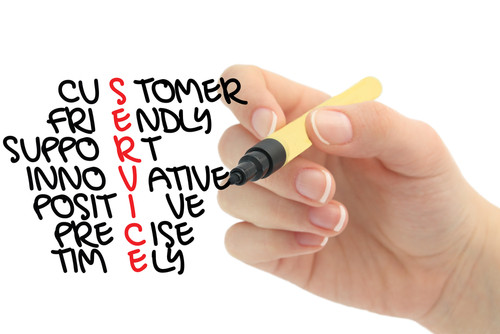 CUSTOMER
FRIENDLY
SUPPORT
INNOVATIVE
POSITIVE
PRECISE
TIMELY